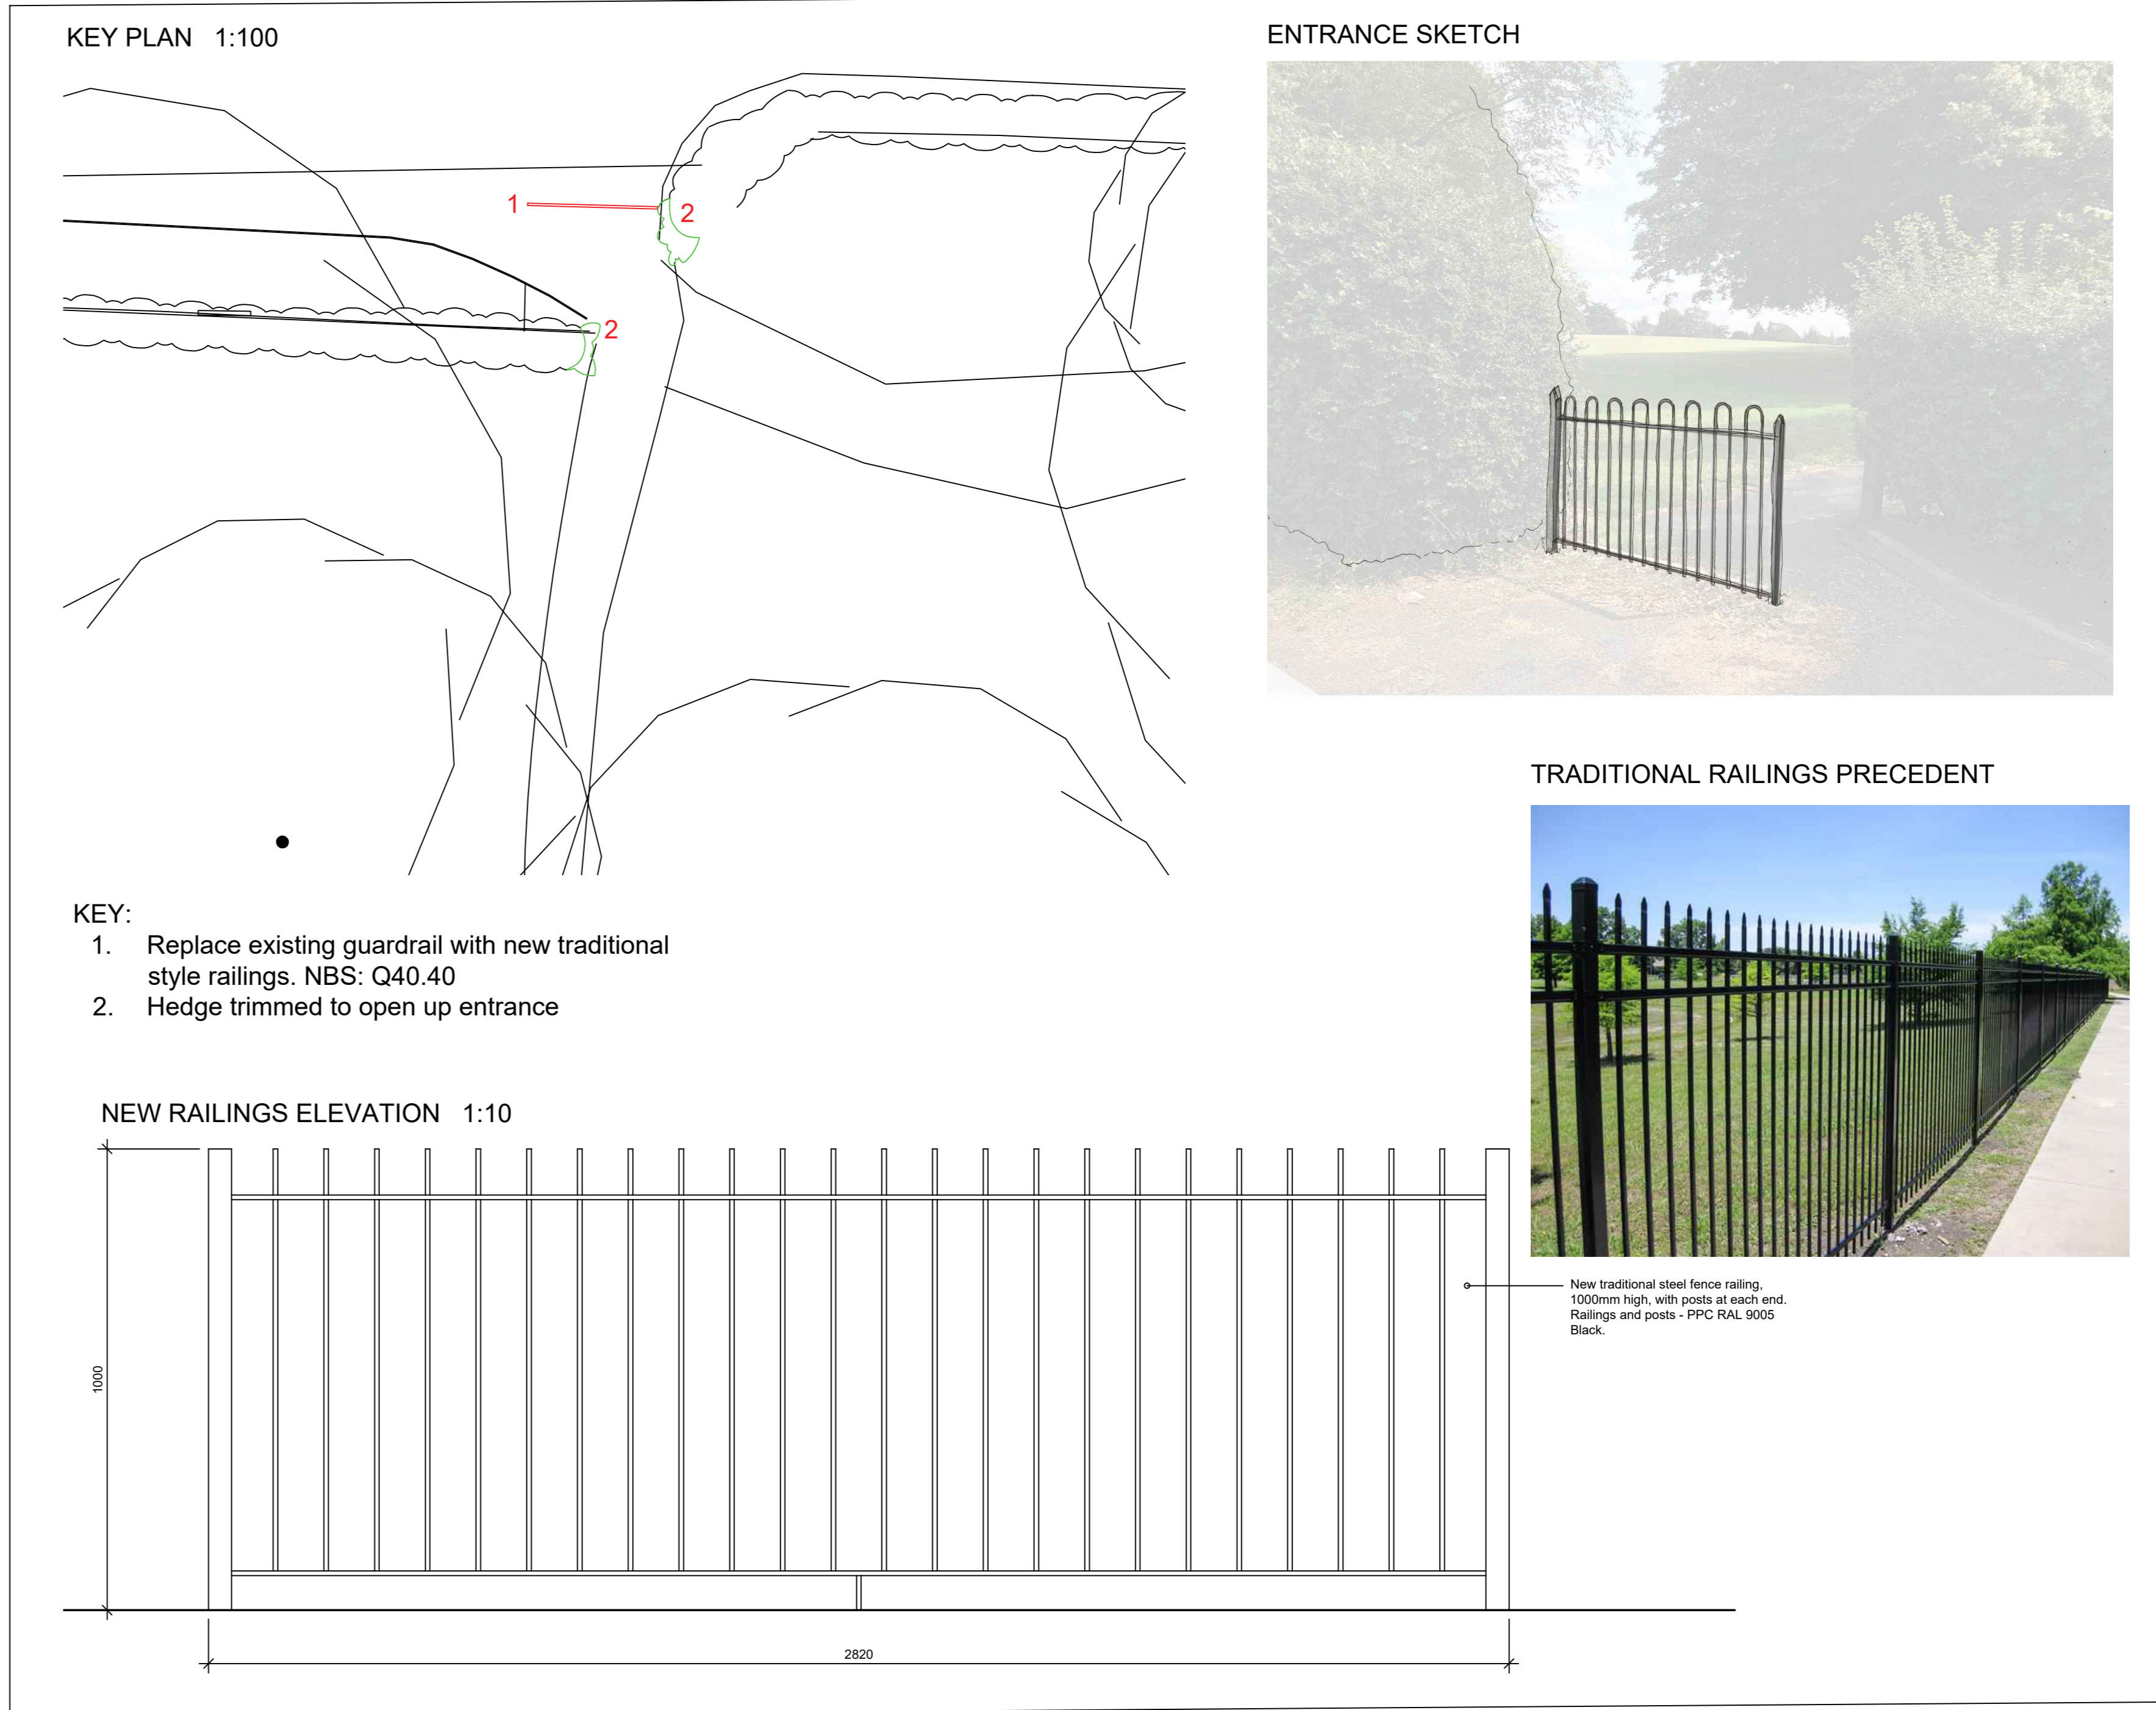 KEY PLAN 1:100
ENTRANCE SKETCH
1
2
2
TRADITIONAL RAILINGS PRECEDENT
KEY:
1. Replace existing guardrail with new traditional
style railings. NBS: Q40.40
2. Hedge trimmed to open up entrance
NEW RAILINGS ELEVATION 1:10
New traditional steel fence railing,
1000mm high, with posts at each end.
Railings and posts - PPC RAL 9005
Black.
1000
2820